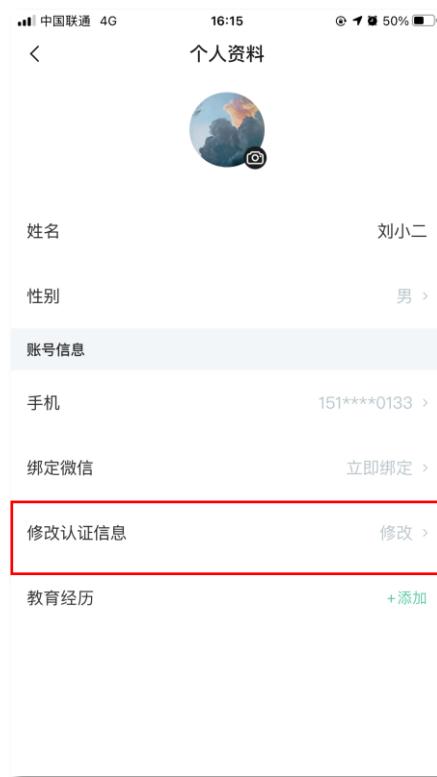 中国联通 4G 16:15 50%
个人资料
姓名 刘小二
性别 男
账号信息
手机 151****0133
绑定微信 立即绑定
修改认证信息 修改
教育经历 +添加